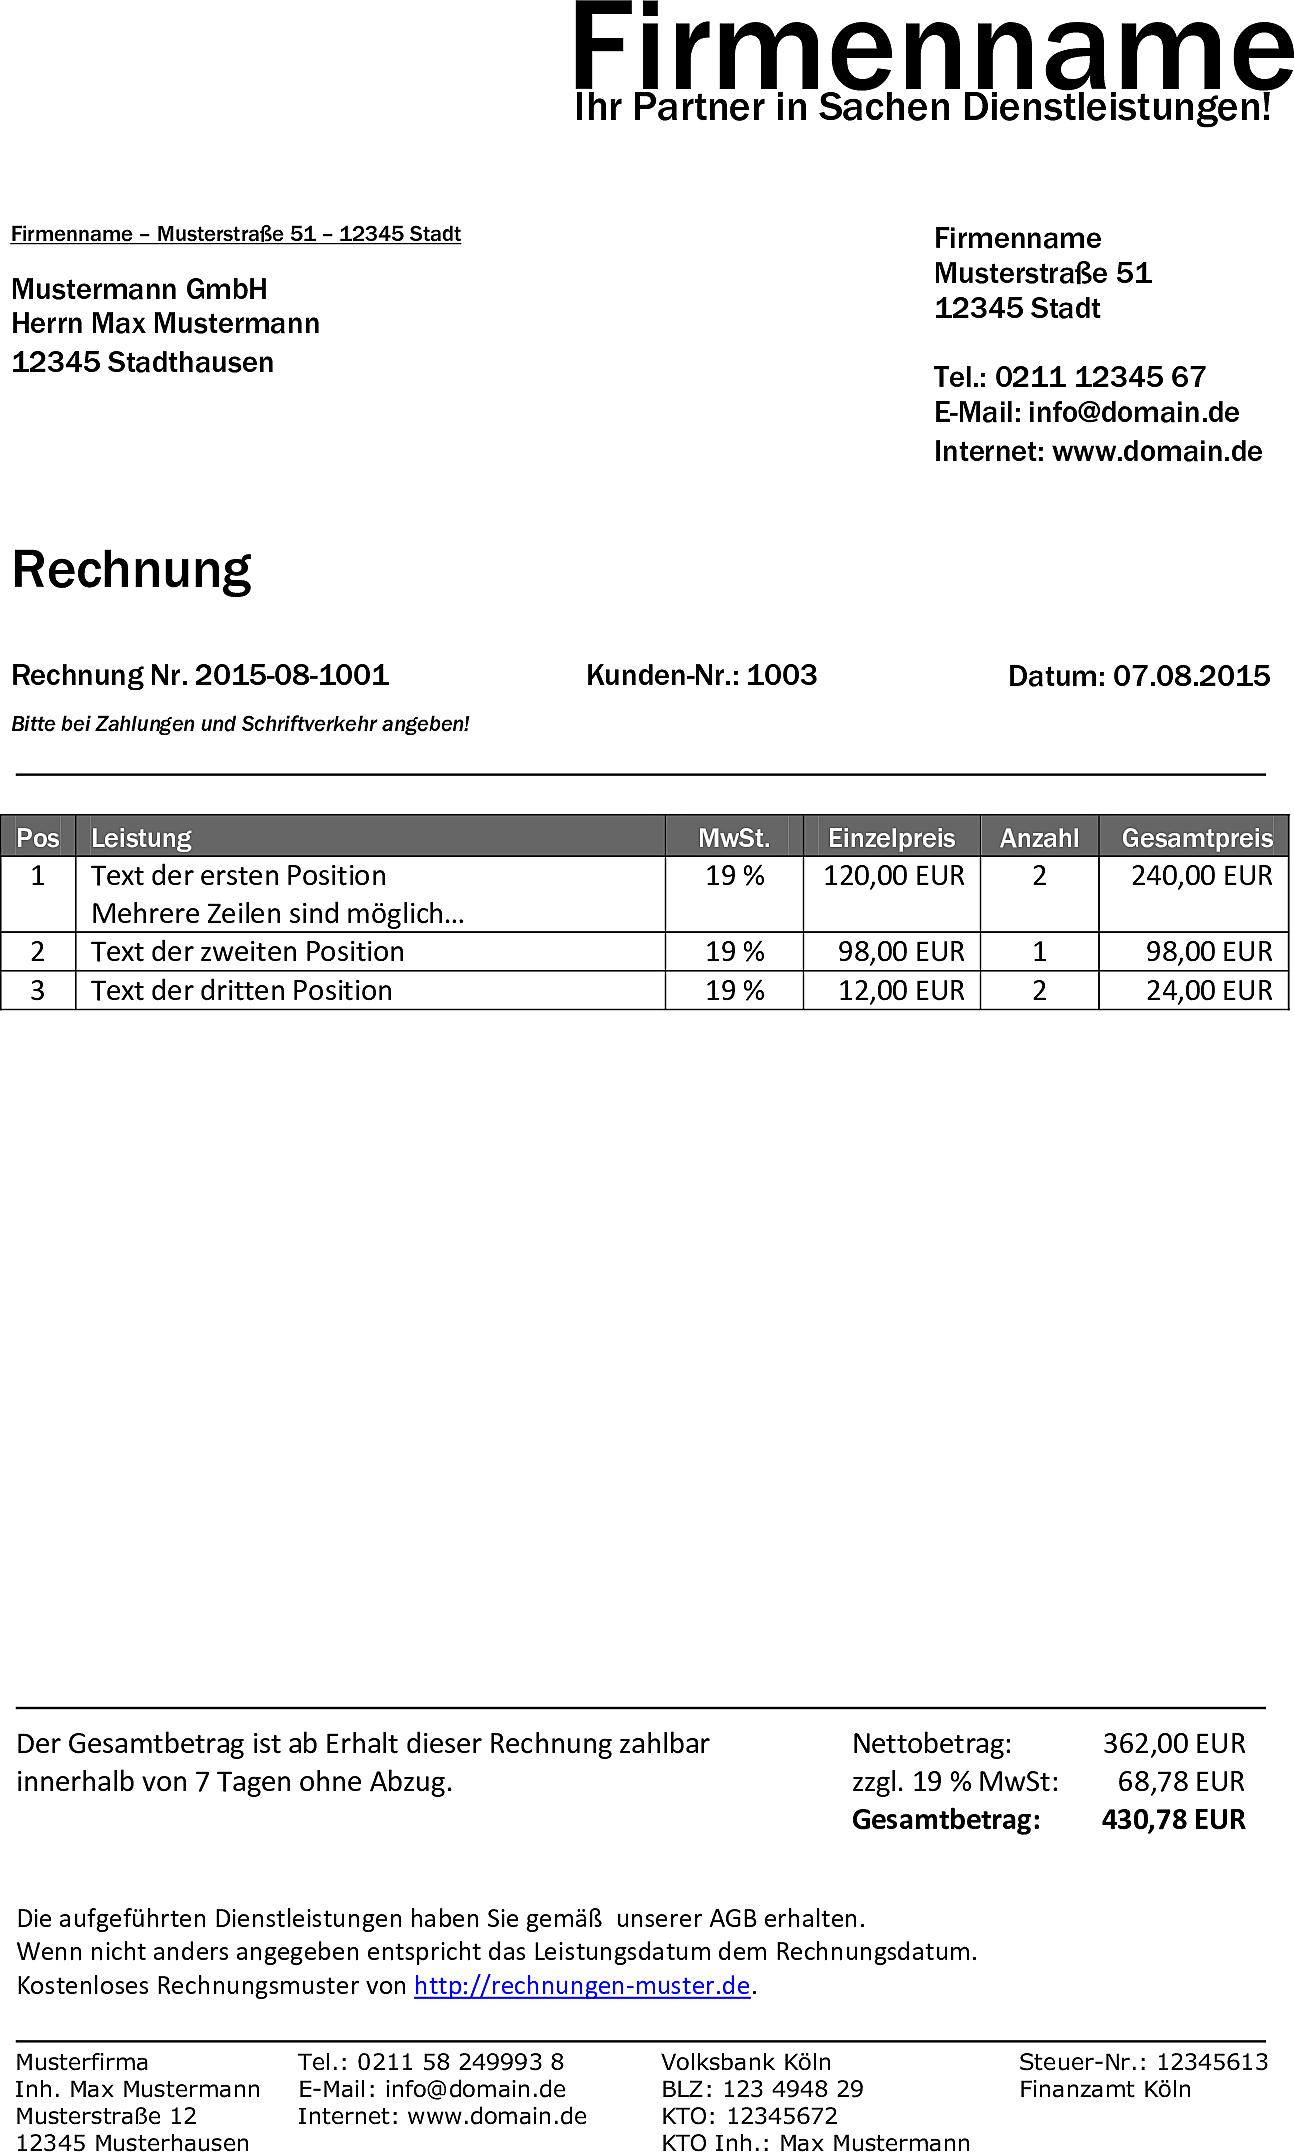 Firmenname
Ihr Partner in Sachen Dienstleistungen!
Firmenname – Musterstraße 51 – 12345 Stadt
Mustermann GmbH
Herrn Max Mustermann
12345 Stadthausen
Firmenname
Musterstraße 51
12345 Stadt
Tel.: 0211 12345 67
E-Mail: info@domain.de
Internet: www.domain.de
Rechnung
Rechnung Nr. 2015-08-1001 Kunden-Nr.: 1003 Datum: 07.08.2015
Bitte bei Zahlungen und Schriftverkehr angeben!
Pos Leistung MwSt. Einzelpreis Anzahl Gesamtpreis
1 Text der ersten Position 19 % 120,00 EUR 2 240,00 EUR
Mehrere Zeilen sind möglich...
2 Text der zweiten Position 19 % 98,00 EUR 1 98,00 EUR
3 Text der dritten Position 19 % 12,00 EUR 2 24,00 EUR
Der Gesamtbetrag ist ab Erhalt dieser Rechnung zahlbar
innerhalb von 7 Tagen ohne Abzug.
Nettobetrag: 362,00 EUR
zzgl. 19 % MwSt: 68,78 EUR
Gesamtbetrag: 430,78 EUR
Die aufgeführten Dienstleistungen haben Sie gemäß  unserer AGB erhalten.
Wenn nicht anders angegeben entspricht das Leistungsdatum dem Rechnungsdatum.
Kostenloses Rechnungsmuster von http://rechnungen-muster.de.
Musterfirma
Inh. Max Mustermann
Musterstraße 12
12345 Musterhausen
Tel.: 0211 58 249993 8
E-Mail: info@domain.de
Internet: www.domain.de
Volksbank Köln
BLZ: 123 4948 29
KTO: 12345672
KTO Inh.: Max Mustermann
Steuer-Nr.: 12345613
Finanzamt Köln